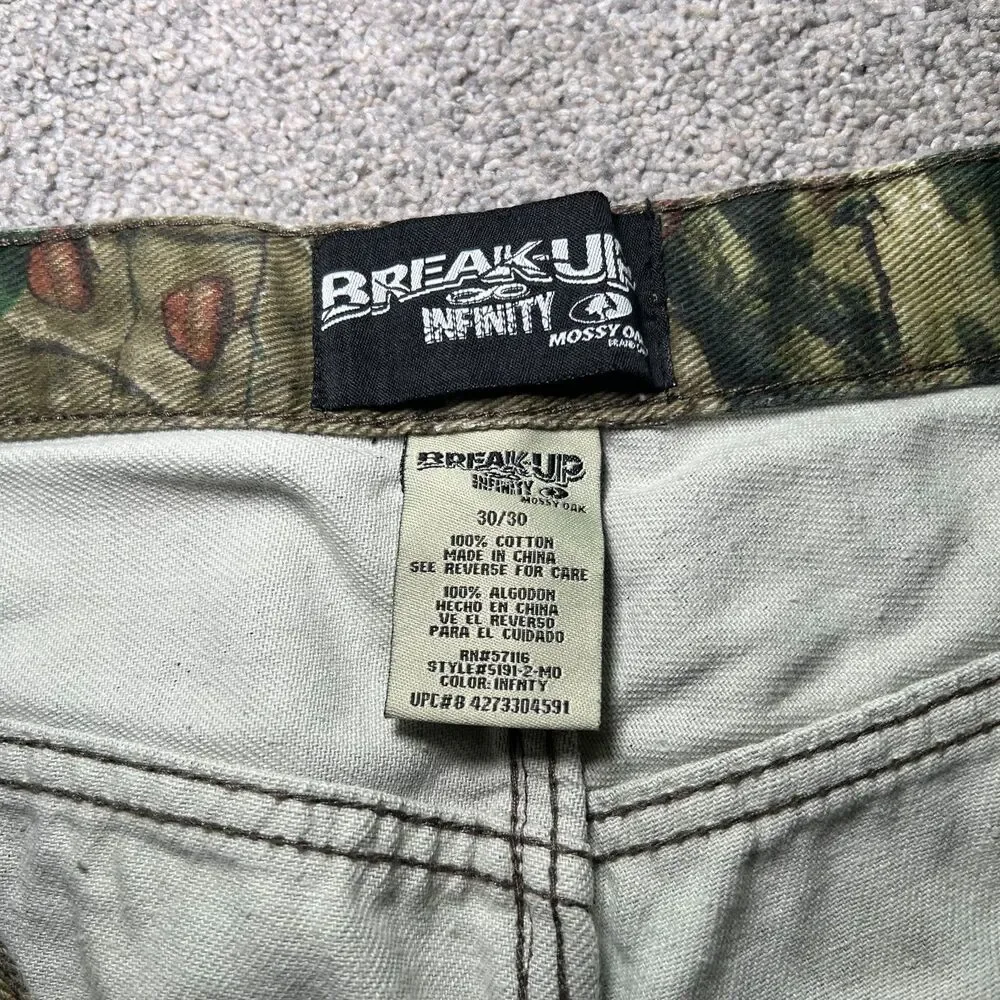 BREAK-UP
INFINITY
MOSSY OAK
BREAK-UP
INFINITY
MOSSY OAK
30/30
100% COTTON
MADE IN CHINA
SEE REVERSE FOR CARE
100% ALGODON
HECHO EN CHINA
VE EL REVERSO
PARA EL CUIDADO
RN#57116
STYLE#5191-2-MO
COLOR: INFNTY
UPC#8 4273304591